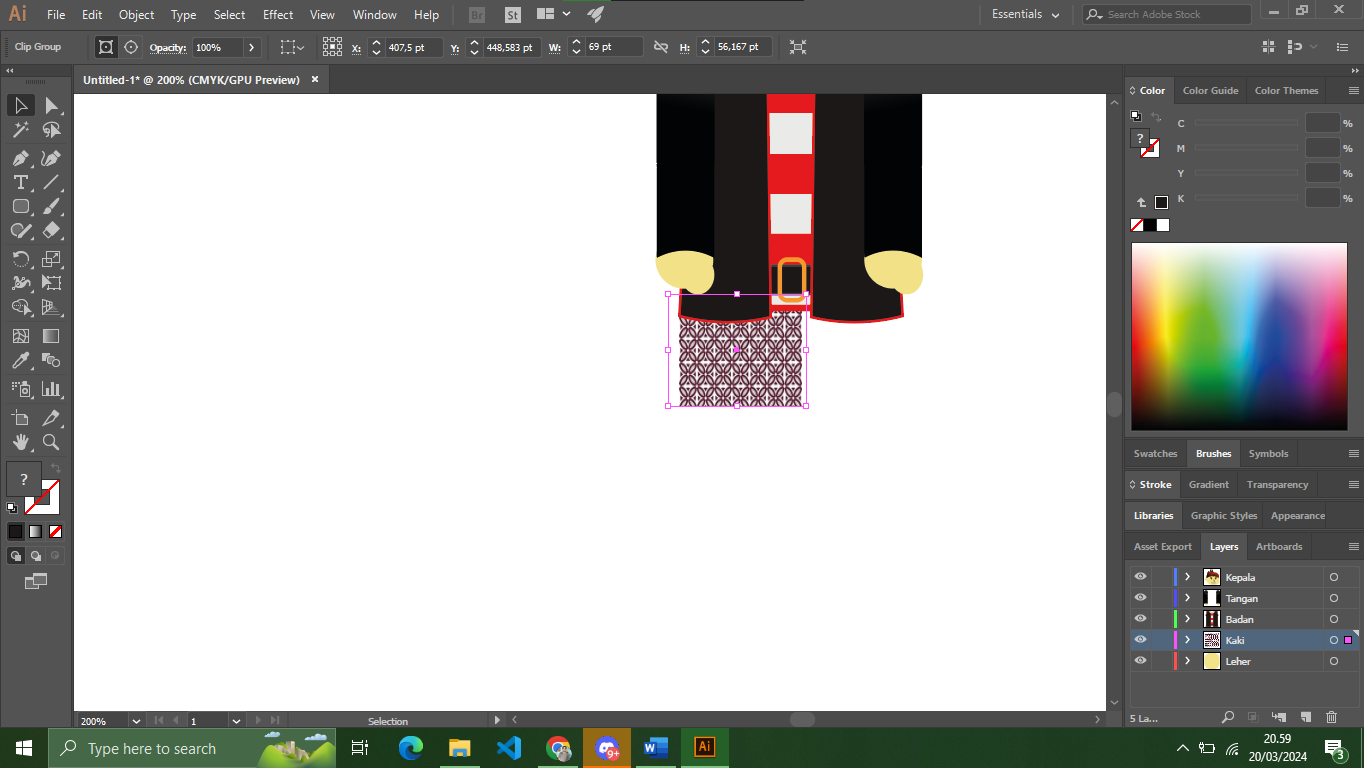 Ai File Edit Object Type Select Effect View Window Help Br St Essentials Search Adobe Stock
Clip Group Opacity: 100% X: 407,5 pt Y: 448,583 pt W: 69 pt H: 56,167 pt
Untitled-1* @ 200% (CMYK/GPU Preview) ×
Color Color Guide Color Themes
C %
? M %
Y %
K %
?
Swatches Brushes Symbols
Stroke Gradient Transparency
Libraries Graphic Styles Appearance
Asset Export Layers Artboards
Kepala
Tangan
Badan
Kaki
Leher
5 La...
200% 1 Selection
Type here to search
9+
Ai
20.59
20/03/2024
3